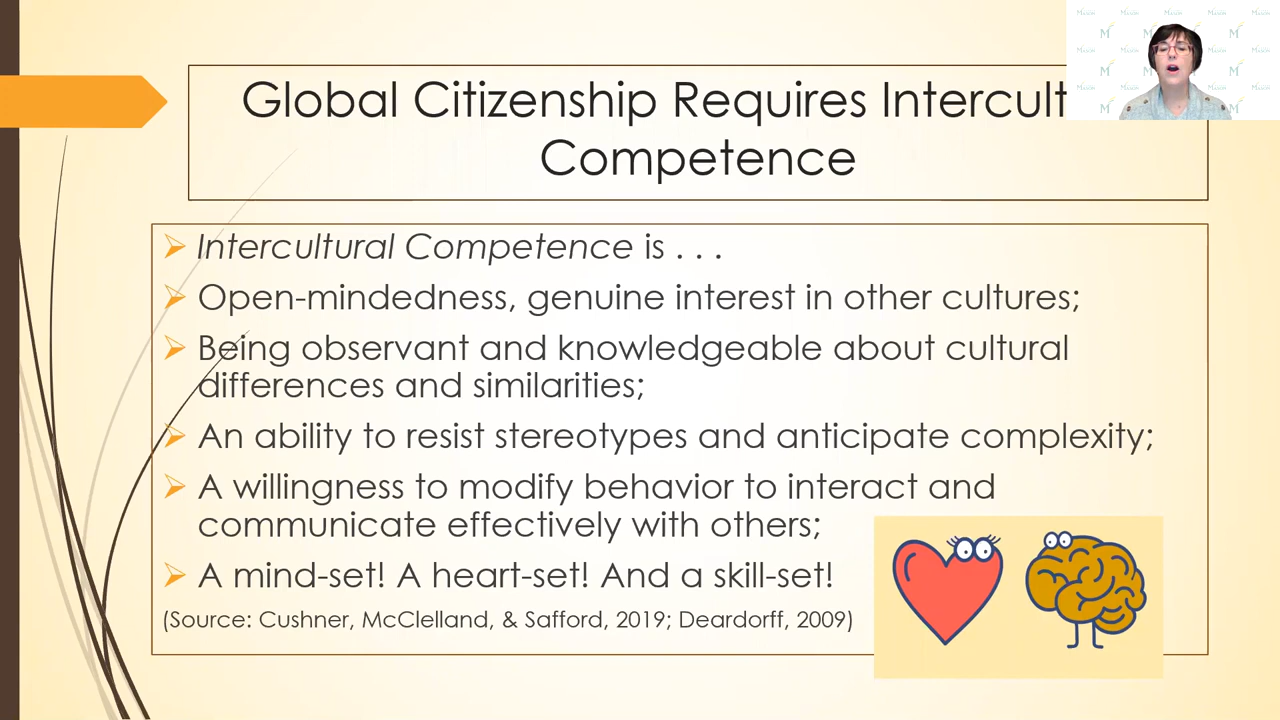 Global Citizenship Requires Intercult
Competence
Intercultural Competence is . . .
Open-mindedness, genuine interest in other cultures;
Being observant and knowledgeable about cultural
differences and similarities;
An ability to resist stereotypes and anticipate complexity;
A willingness to modify behavior to interact and
communicate effectively with others;
A mind-set! A heart-set! And a skill-set!
(Source: Cushner, McClelland, & Safford, 2019; Deardorff, 2009)